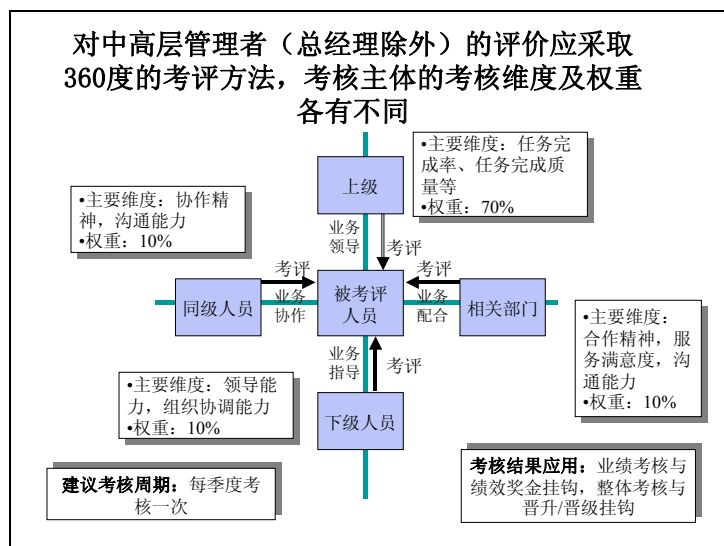 对中高层管理者（总经理除外）的评价应采取
360度的考评方法，考核主体的考核维度及权重
各有不同
•主要维度：任务完
成率、任务完成质
量等
•权重：70%
上级
•主要维度：协作精
神，沟通能力
•权重：10%
业务
领导
考评
考评
考评
同级人员
业务
协作
被考评
人员
业务
配合
相关部门
•主要维度：
合作精神，服
务满意度，沟
通能力
•权重：10%
业务
指导
考评
•主要维度：领导能
力，组织协调能力
•权重：10%
下级人员
建议考核周期：每季度考
核一次
考核结果应用：业绩考核与
绩效奖金挂钩，整体考核与
晋升/晋级挂钩